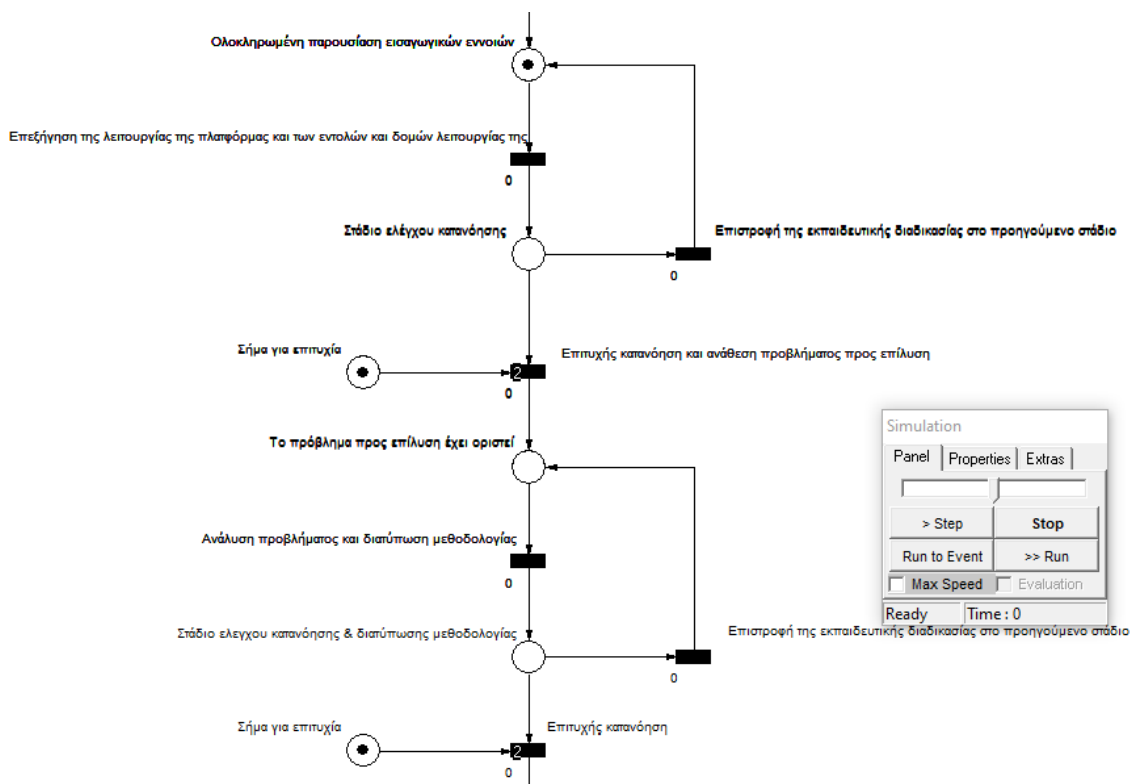 Ολοκληρωμένη παρουσίαση εισαγωγικών εννοιών
Επεξήγηση της λειτουργίας της πλατφόρμας και των εντολών και δομών λειτουργίας της
0
Στάδιο ελέγχου κατανόησης
Επιστροφή της εκπαιδευτικής διαδικασίας στο προηγούμενο στάδιο
0
Σήμα για επιτυχία
Επιτυχής κατανόηση και ανάθεση προβλήματος προς επίλυση
2
0
Το πρόβλημα προς επίλυση έχει οριστεί
Simulation
Panel Properties Extras
> Step Stop
Run to Event >> Run
Max Speed Evaluation
Ready Time : 0
Ανάλυση προβλήματος και διατύπωση μεθοδολογίας
0
Στάδιο ελεγχου κατανόησης & διατύπωσης μεθοδολογίας
Επιστροφή της εκπαιδευτικής διαδικασίας στο προηγούμενο στάδιο
0
Σήμα για επιτυχία
Επιτυχής κατανόηση
2
0